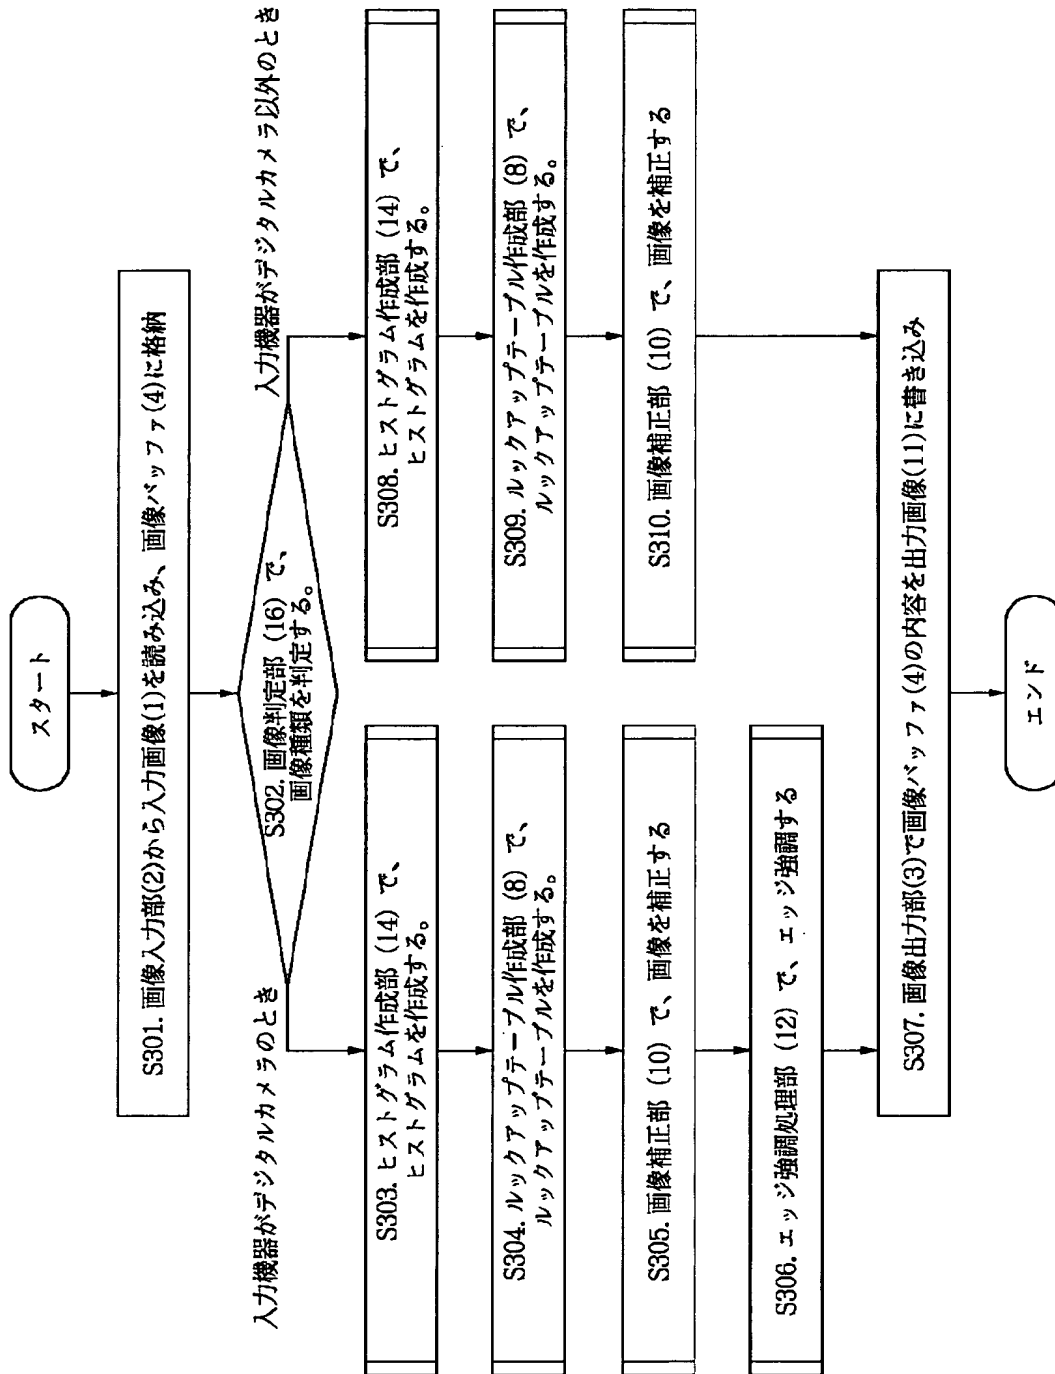 スタート
S301. 画像入力部(2)から入力画像(1)を読み込み、画像バッファ(4)に格納
S302. 画像判定部 (16) で、
画像種類を判定する。
入力機器がデジタルカメラのとき
入力機器がデジタルカメラ以外のとき
S303. ヒストグラム作成部 (14) で、
ヒストグラムを作成する。
S304. ルックアップテーブル作成部 (8) で、
ルックアップテーブルを作成する。
S305. 画像補正部 (10) で、画像を補正する
S306. エッジ強調処理部 (12) で、エッジ強調する
S308. ヒストグラム作成部 (14) で、
ヒストグラムを作成する。
S309. ルックアップテーブル作成部 (8) で、
ルックアップテーブルを作成する。
S310. 画像補正部 (10) で、画像を補正する
S307. 画像出力部(3)で画像バッファ(4)の内容を出力画像(11)に書き込み
エンド